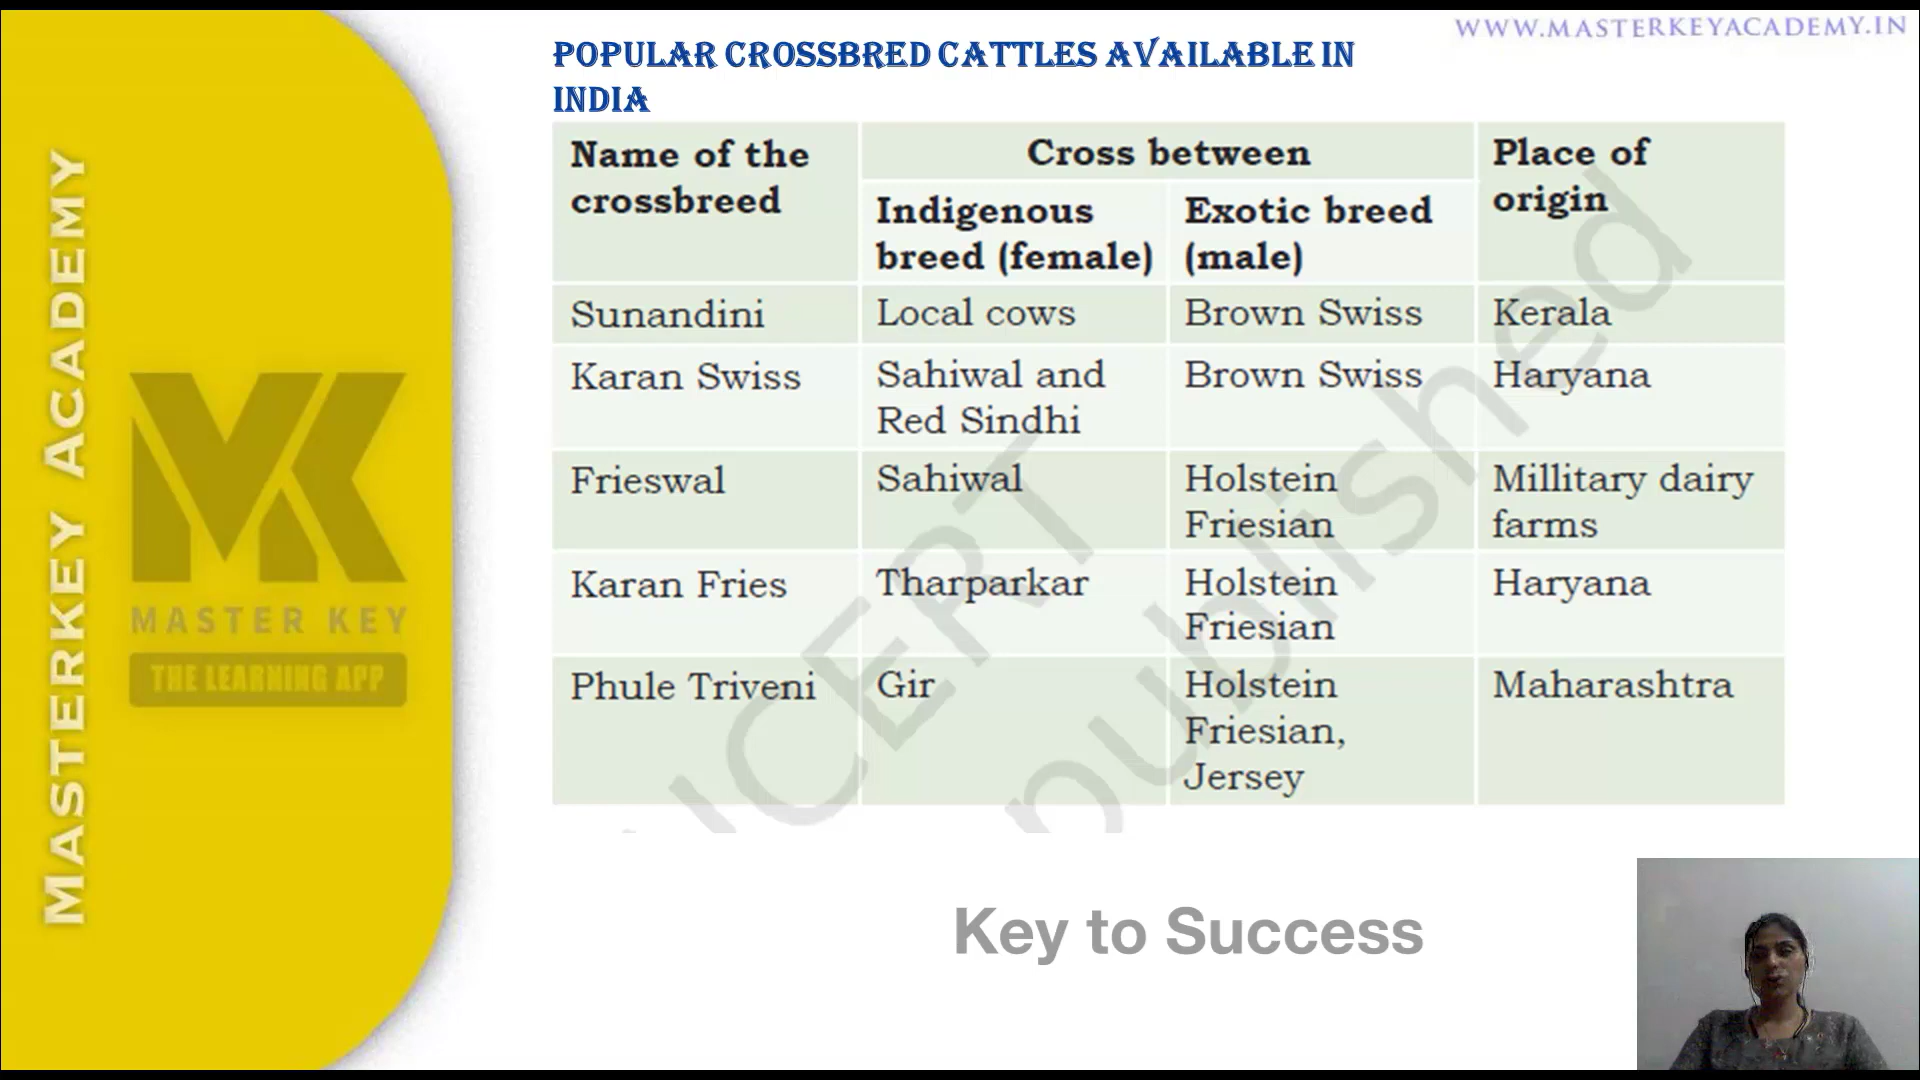 WWW.MASTERKEYACADEMY.IN
POPULAR CROSSBRED CATTLES AVAILABLE IN
INDIA
MASTERKEY ACADEMY
MK
MASTER KEY
THE LEARNING APP
Name of the
crossbreed
Cross between
Place of
origin
Indigenous
breed (female)
Exotic breed
(male)
Sunandini
Local cows
Brown Swiss
Kerala
Karan Swiss
Sahiwal and
Red Sindhi
Brown Swiss
Haryana
Frieswal
Sahiwal
Holstein
Friesian
Millitary dairy
farms
Karan Fries
Tharparkar
Holstein
Friesian
Haryana
Phule Triveni
Gir
Holstein
Friesian,
Jersey
Maharashtra
NCERT
published
Key to Success